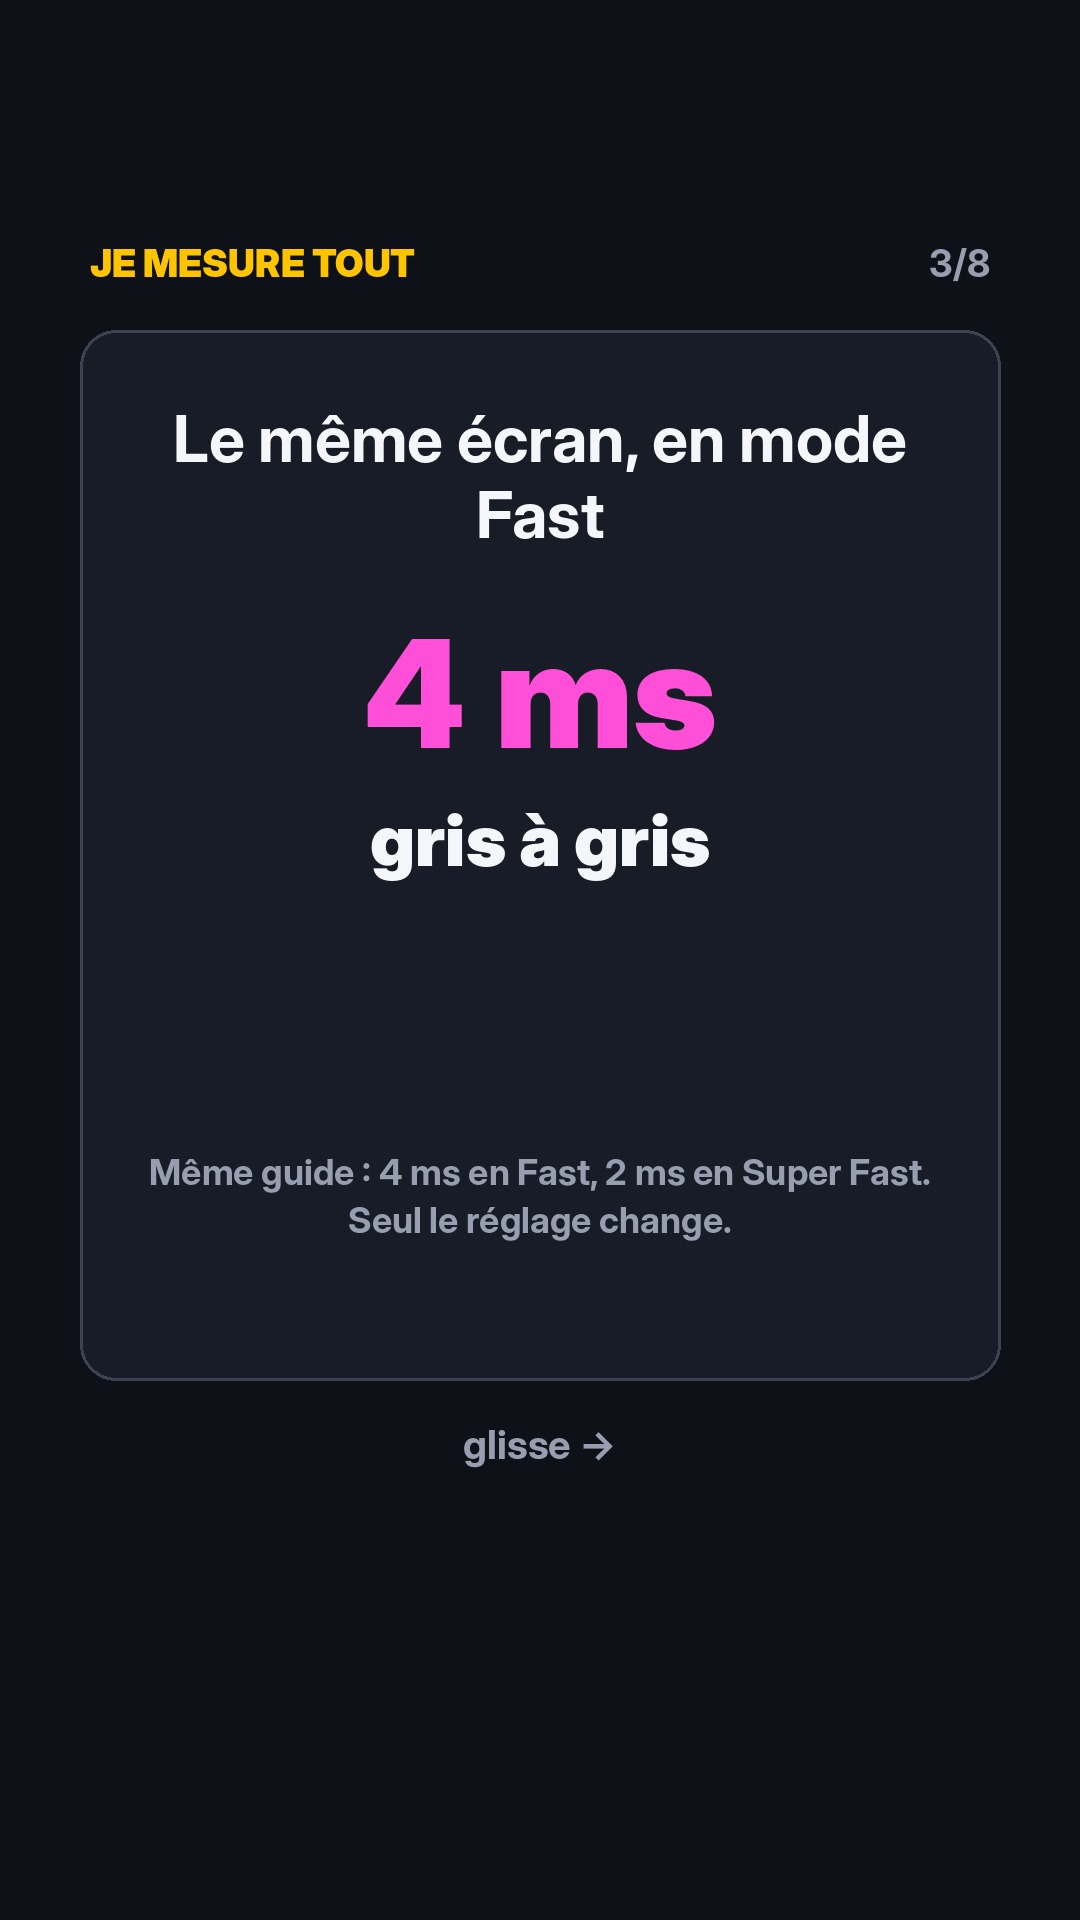 JE MESURE TOUT
3/8
Le même écran, en mode
Fast
4 ms
gris à gris
Même guide : 4 ms en Fast, 2 ms en Super Fast.
Seul le réglage change.
glisse →